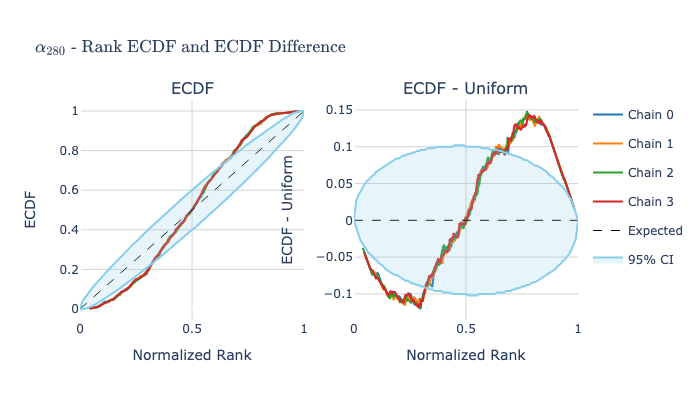 α₂₈₀ - Rank ECDF and ECDF Difference
ECDF
ECDF - Uniform
ECDF
1
0.8
0.6
0.4
0.2
0
0
0.5
1
Normalized Rank
ECDF - Uniform
0.15
0.1
0.05
0
−0.05
−0.1
0
0.5
1
Normalized Rank
Chain 0
Chain 1
Chain 2
Chain 3
Expected
95% CI